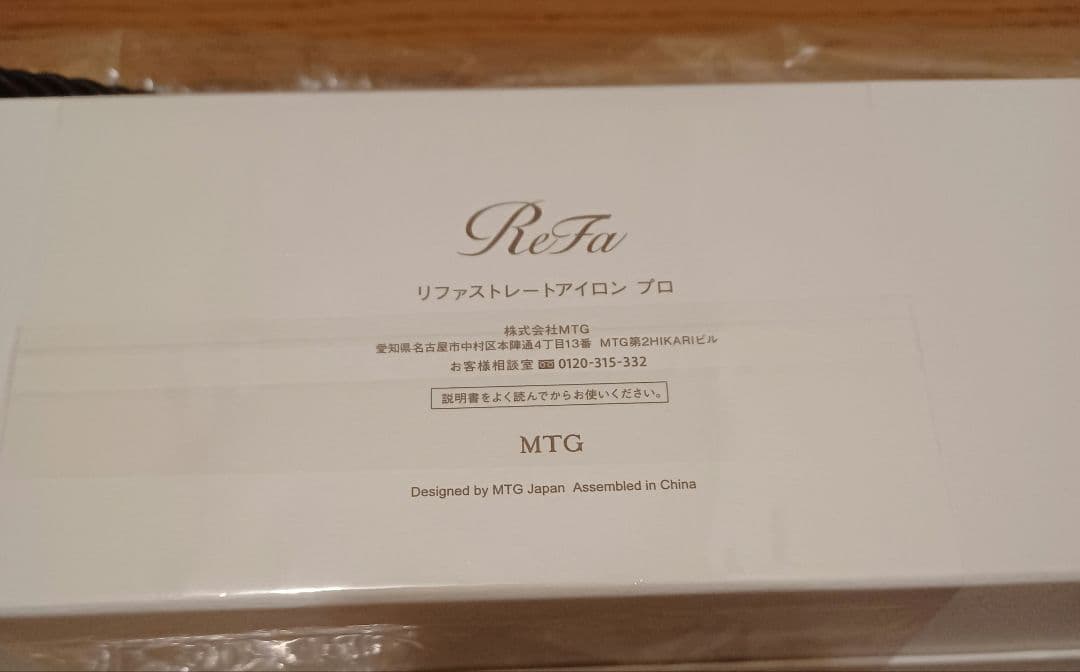 ReFa
リファストレートアイロン プロ
株式会社MTG
愛知県名古屋市中村区本陣通4丁目13番 MTG第2HIKARIビル
お客様相談室 0120-315-332
説明書をよく読んでからお使いください。
MTG
Designed by MTG Japan Assembled in China